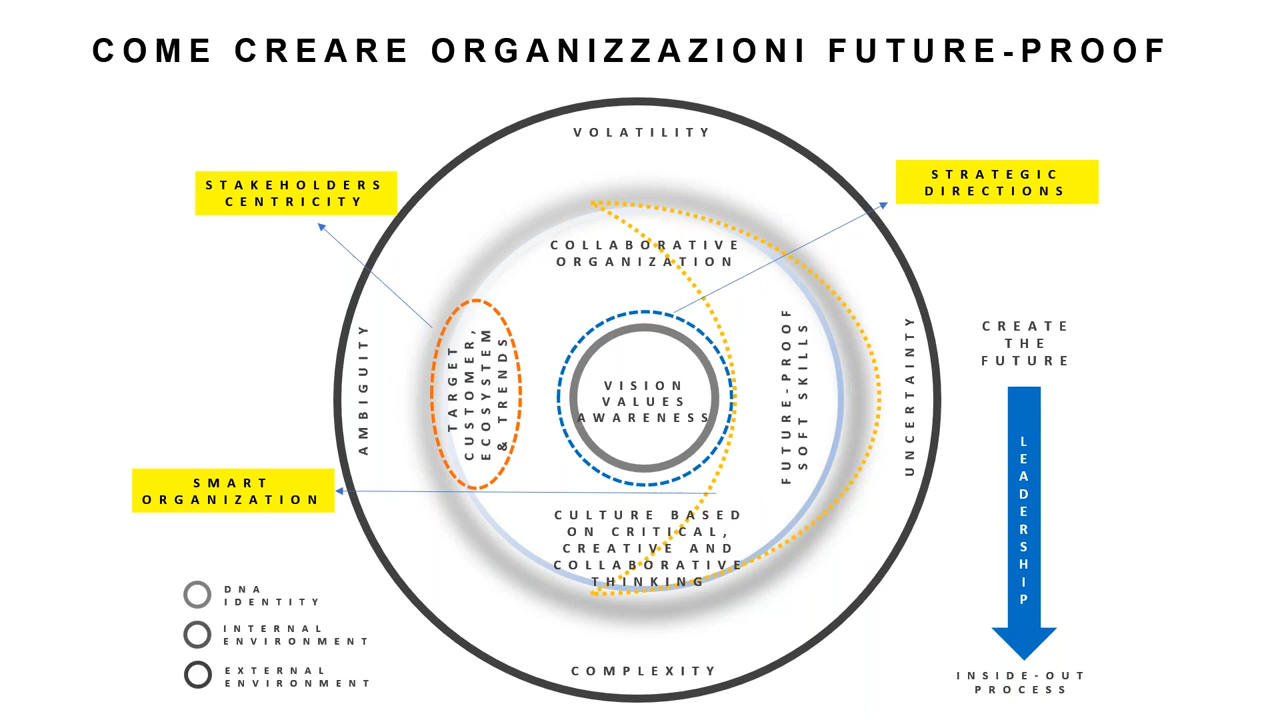 COME CREARE ORGANIZZAZIONI FUTURE-PROOF
VOLATILITY
STAKEHOLDERS
CENTRICITY
STRATEGIC
DIRECTIONS
COLLABORATIVE
ORGANIZATION
AMBIGUITY
TARGET
CUSTOMER,
ECOSYSTEM
& TRENDS
VISION
VALUES
AWARENESS
FUTURE-PROOF
SOFT SKILLS
UNCERTAINTY
CREATE
THE
FUTURE
LEADERSHIP
SMART
ORGANIZATION
CULTURE BASED
ON CRITICAL,
CREATIVE AND
COLLABORATIVE
THINKING
DNA
IDENTITY
INTERNAL
ENVIRONMENT
EXTERNAL
ENVIRONMENT
COMPLEXITY
INSIDE-OUT
PROCESS